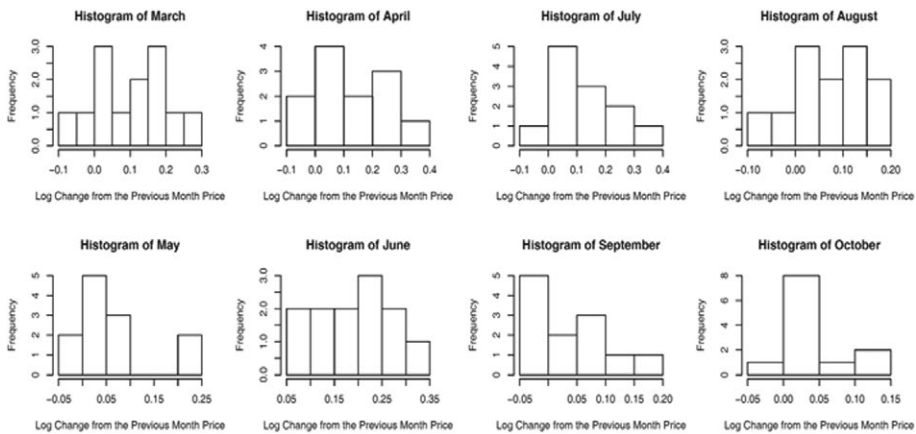 Histogram of March
Histogram of April
Histogram of July
Histogram of August
Frequency
0.0 1.0 2.0 3.0
−0.1 0.0 0.1 0.2 0.3
Log Change from the Previous Month Price
Frequency
0 1 2 3 4
−0.1 0.0 0.1 0.2 0.3 0.4
Log Change from the Previous Month Price
Frequency
0 1 2 3 4 5
−0.1 0.0 0.1 0.2 0.3 0.4
Log Change from the Previous Month Price
Frequency
0.0 1.0 2.0 3.0
−0.10 0.00 0.10 0.20
Log Change from the Previous Month Price
Histogram of May
Histogram of June
Histogram of September
Histogram of October
Frequency
0 1 2 3 4 5
−0.05 0.05 0.15 0.25
Log Change from the Previous Month Price
Frequency
0.0 1.0 2.0 3.0
0.05 0.15 0.25 0.35
Log Change from the Previous Month Price
Frequency
0 1 2 3 4 5
−0.05 0.05 0.10 0.15 0.20
Log Change from the Previous Month Price
Frequency
0 2 4 6 8
−0.05 0.00 0.05 0.10 0.15
Log Change from the Previous Month Price